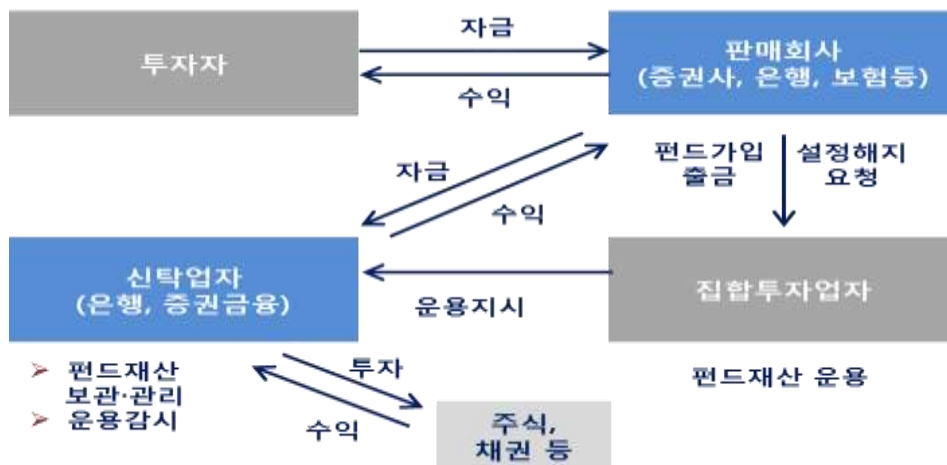 투자자
자금
수익
판매회사
(증권사, 은행, 보험등)
자금
수익
펀드가입
출금
설정해지
요청
신탁업자
(은행, 증권금융)
운용지시
집합투자업자
➢ 펀드재산
보관·관리
➢ 운용감시
투자
수익
주식,
채권 등
펀드재산 운용